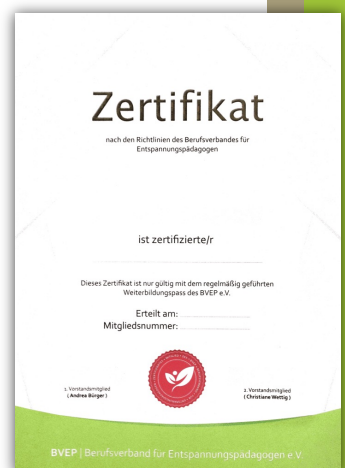 Zertifikat
nach den Richtlinien des Berufsverbandes für
Entspannungspädagogen
ist zertifizierte/r
Dieses Zertifikat ist nur gültig mit dem regelmäßig geführten
Weiterbildungspass des BVEP e.V.
Erteilt am:
Mitgliedsnummer:
1. Vorstandsmitglied
( Andrea Bürger )
2. Vorstandsmitglied
( Christiane Wettig )
BVEP | Berufsverband für Entspannungspädagogen e.V.